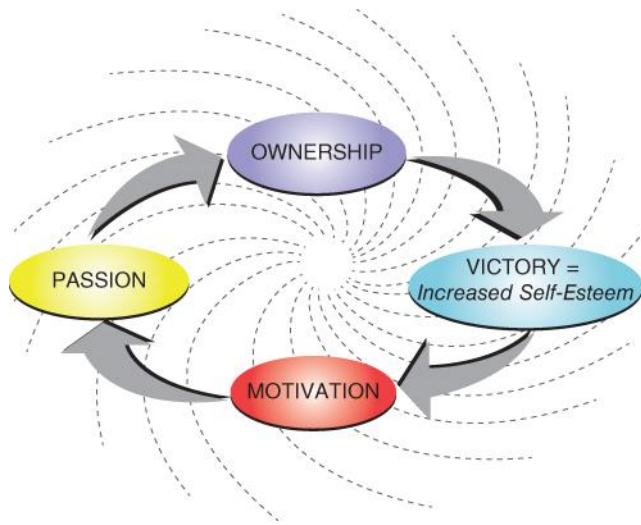 OWNERSHIP
PASSION
VICTORY =
Increased Self-Esteem
MOTIVATION